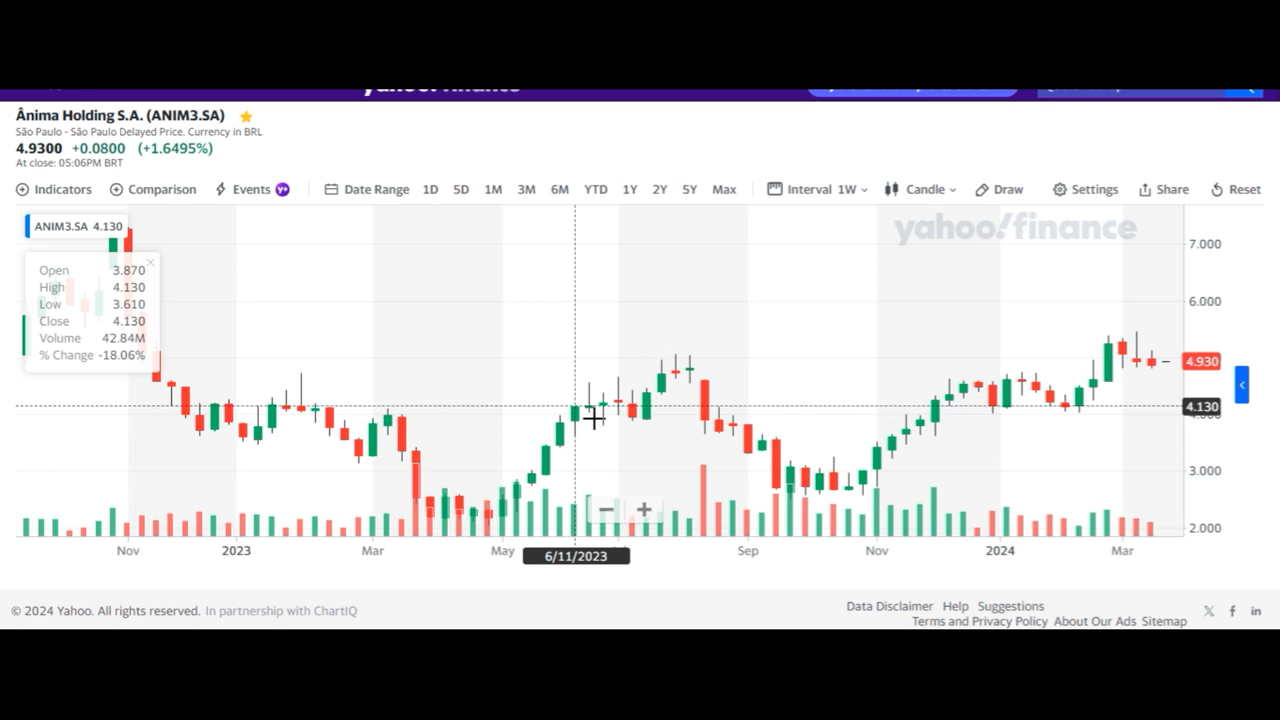 Ânima Holding S.A. (ANIM3.SA)
São Paulo - São Paulo Delayed Price. Currency in BRL
4.9300 +0.0800 (+1.6495%)
At close: 05:06PM BRT
Indicators Comparison Events Y+ Date Range 1D 5D 1M 3M 6M YTD 1Y 2Y 5Y Max Interval 1W Candle Draw Settings Share Reset
ANIM3.SA 4.130
yahoo!finance
Open 3.870
High 4.130
Low 3.610
Close 4.130
Volume 42.84M
% Change -18.06%
7.000
6.000
4.930
4.130
3.000
2.000
Nov 2023 Mar May Sep Nov 2024 Mar
6/11/2023
© 2024 Yahoo. All rights reserved. In partnership with ChartIQ
Data Disclaimer Help Suggestions
Terms and Privacy Policy About Our Ads Sitemap